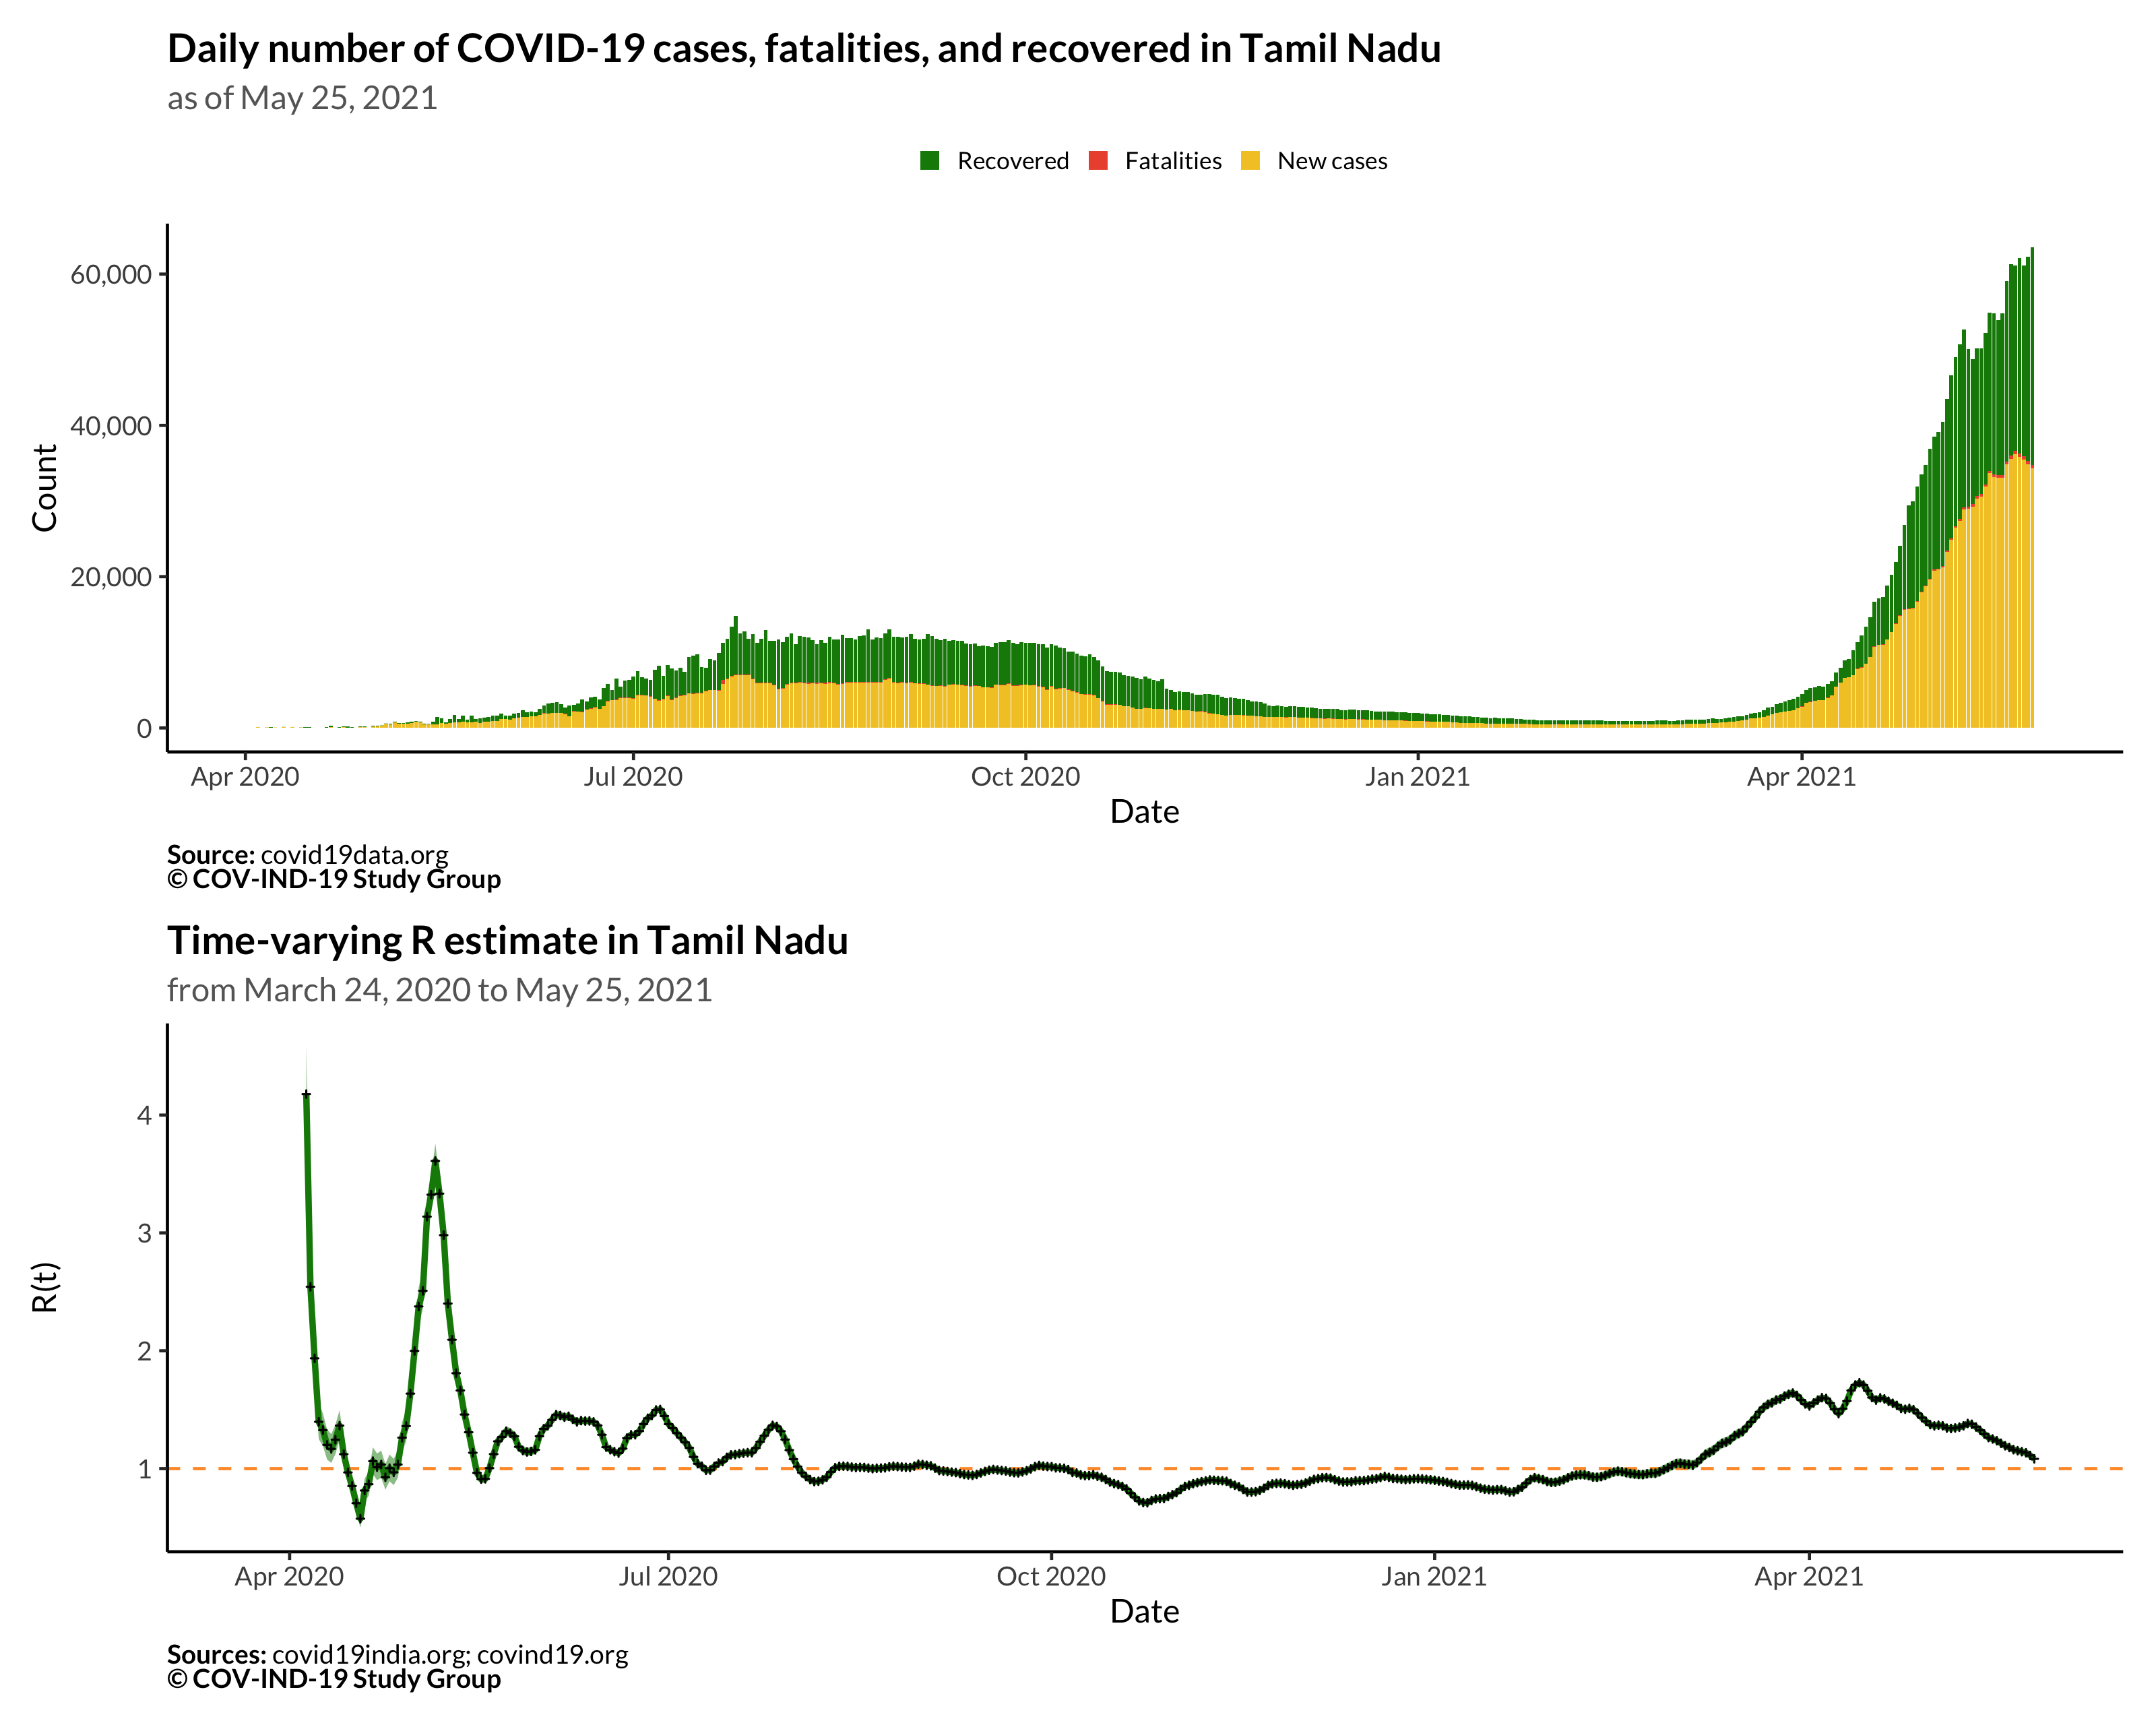 Daily number of COVID-19 cases, fatalities, and recovered in Tamil Nadu
as of May 25, 2021
Recovered Fatalities New cases
60,000
40,000
20,000
0
Count
Apr 2020 Jul 2020 Oct 2020 Jan 2021 Apr 2021
Date
Source: covid19data.org
© COV-IND-19 Study Group
Time-varying R estimate in Tamil Nadu
from March 24, 2020 to May 25, 2021
4
3
2
1
R(t)
Apr 2020 Jul 2020 Oct 2020 Jan 2021 Apr 2021
Date
Sources: covid19india.org; covind19.org
© COV-IND-19 Study Group